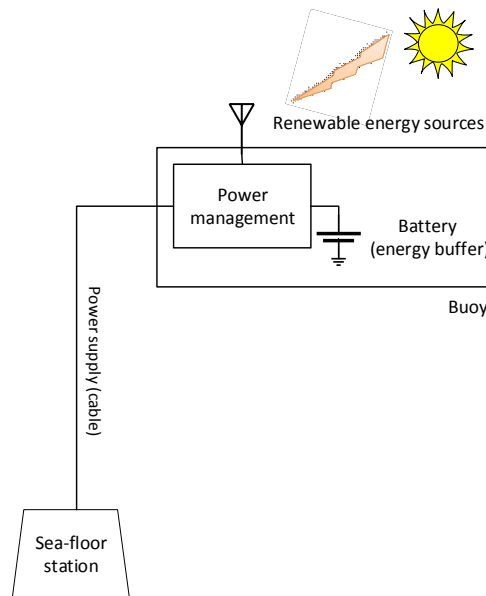 Renewable energy sources
Power
management
Battery
(energy buffer)
Buoy
Power supply (cable)
Sea-floor
station